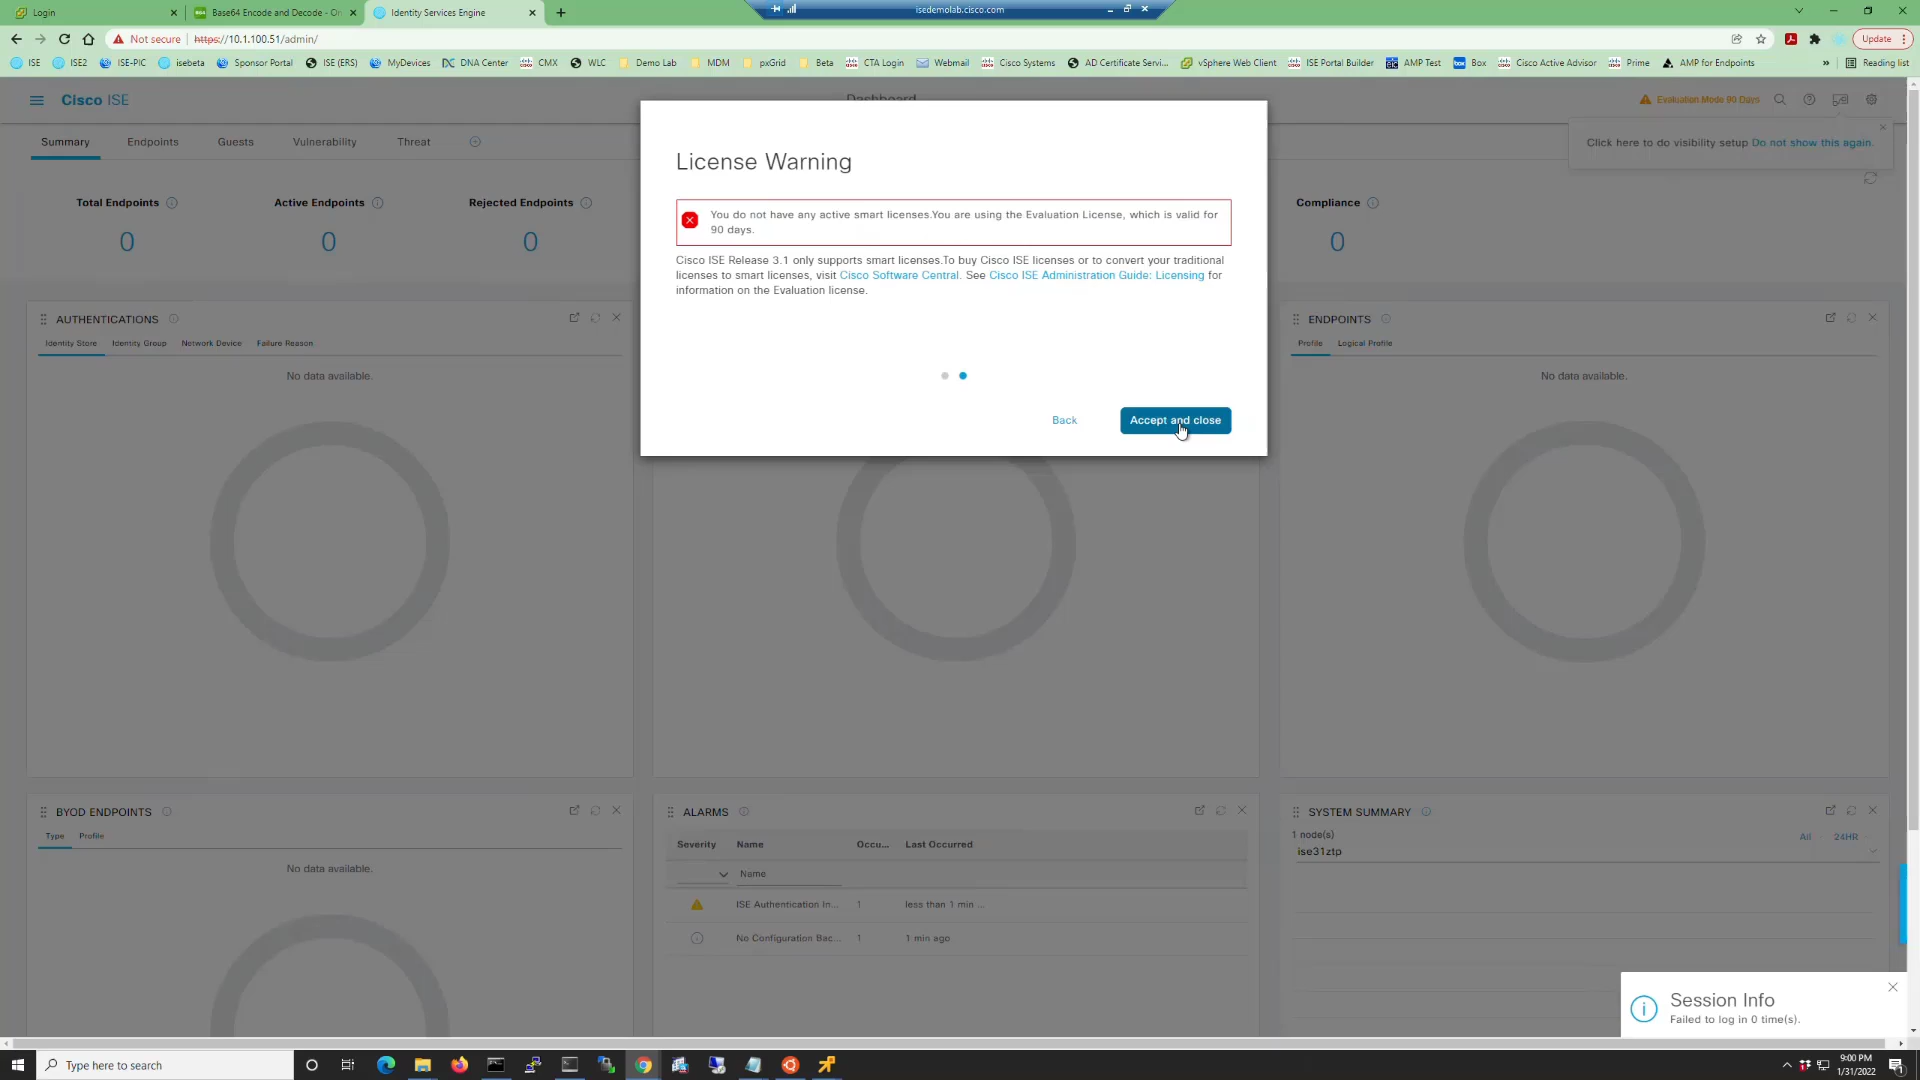 Login
Base64 Encode and Decode - On
Identity Services Engine
isedemolab.cisco.com
Not secure
https://10.1.100.51/admin/
Update
ISE
ISE2
ISE-PIC
isebeta
Sponsor Portal
ISE (ERS)
MyDevices
DNA Center
CMX
WLC
Demo Lab
MDM
pxGrid
Beta
CTA Login
Webmail
Cisco Systems
AD Certificate Servi...
vSphere Web Client
ISE Portal Builder
AMP Test
Box
Cisco Active Advisor
Prime
AMP for Endpoints
»
Reading list
Cisco ISE
Dashboard
Evaluation Mode 90 Days
Summary
Endpoints
Guests
Vulnerability
Threat
Click here to do visibility setup Do not show this again.
Total Endpoints
0
Active Endpoints
0
Rejected Endpoints
0
Compliance
0
License Warning
You do not have any active smart licenses.You are using the Evaluation License, which is valid for
90 days.
Cisco ISE Release 3.1 only supports smart licenses.To buy Cisco ISE licenses or to convert your traditional
licenses to smart licenses, visit Cisco Software Central. See Cisco ISE Administration Guide: Licensing for
information on the Evaluation license.
Back
Accept and close
AUTHENTICATIONS
Identity Store
Identity Group
Network Device
Failure Reason
No data available.
ENDPOINTS
Profile
Logical Profile
No data available.
BYOD ENDPOINTS
Type
Profile
No data available.
ALARMS
Severity
Name
Occu...
Last Occurred
Name
ISE Authentication In...
1
less than 1 min ...
No Configuration Bac...
1
1 min ago
SYSTEM SUMMARY
1 node(s)
All
24HR
ise31ztp
Session Info
Failed to log in 0 time(s).
Type here to search
9:00 PM
1/31/2022